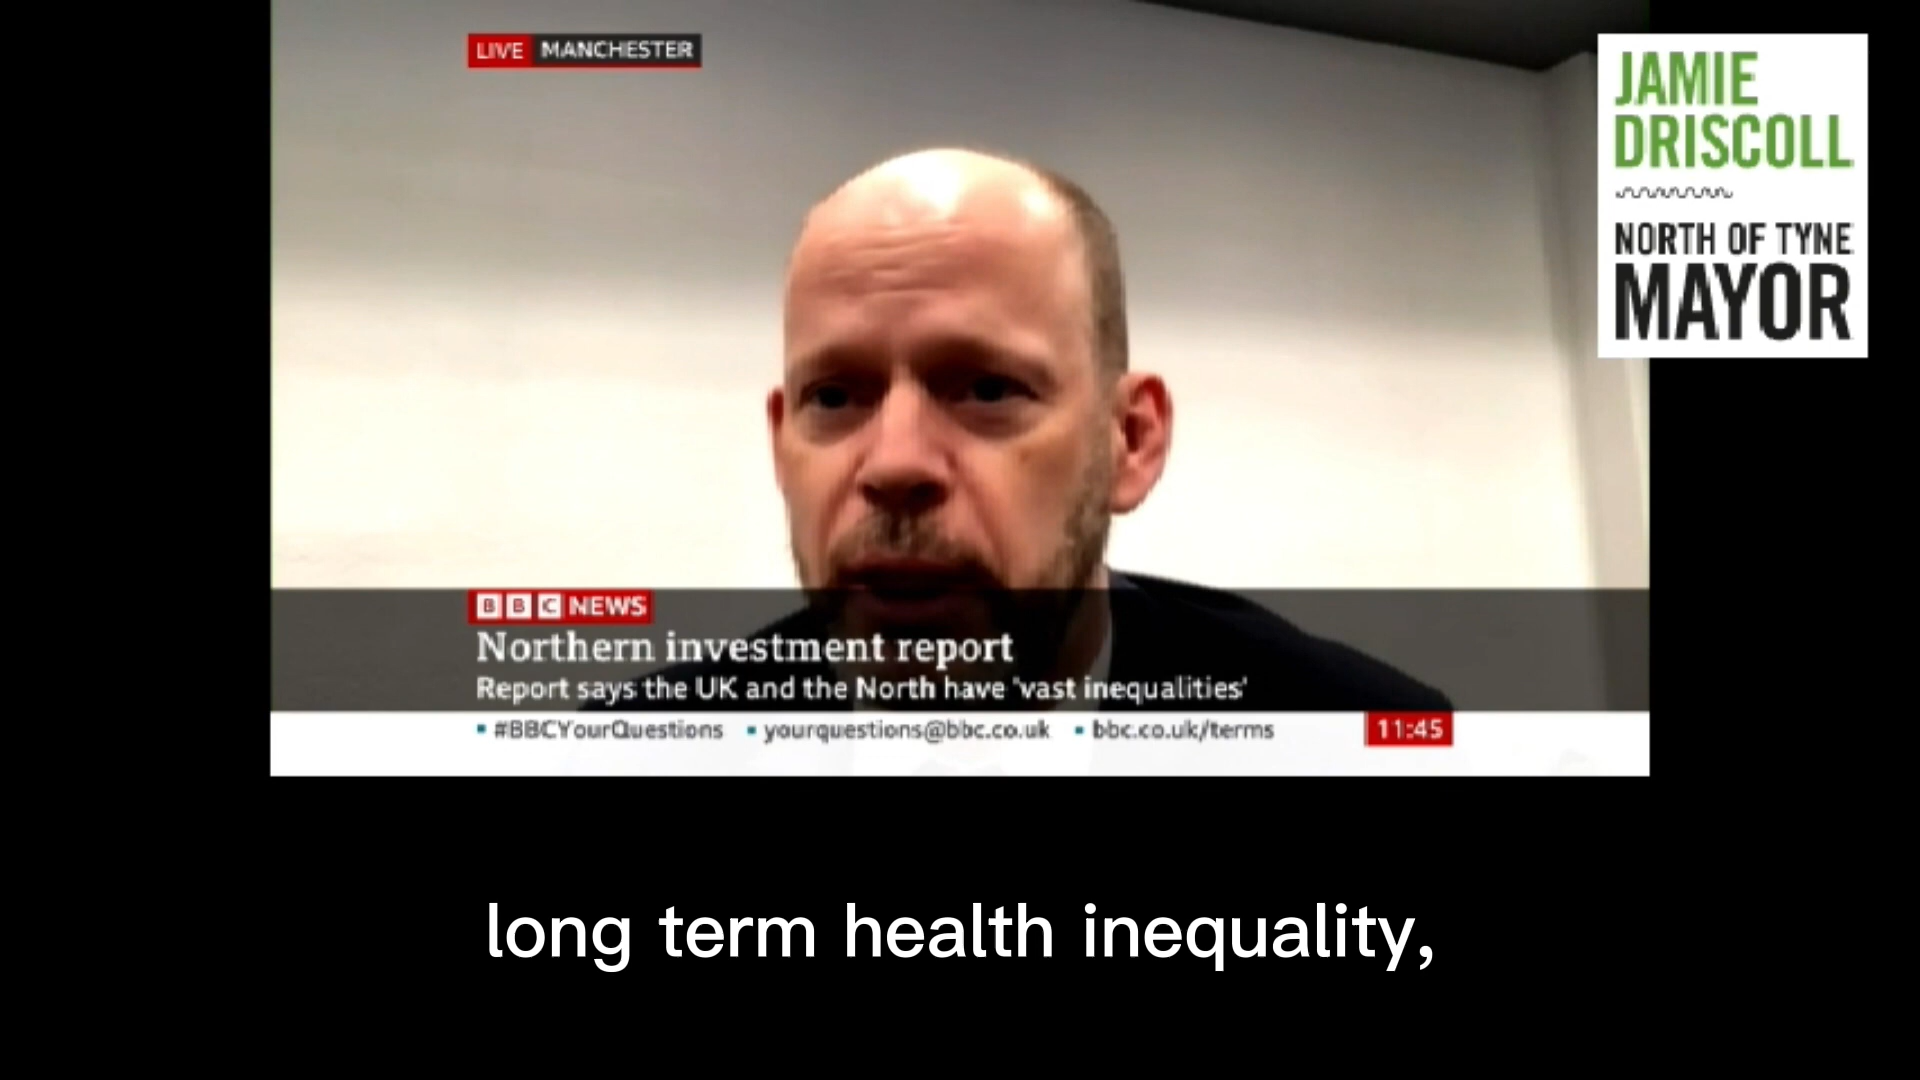 LIVE MANCHESTER
JAMIE
DRISCOLL
NORTH OF TYNE
MAYOR
BBC NEWS
Northern investment report
Report says the UK and the North have 'vast inequalities'
#BBCYourQuestions yourquestions@bbc.co.uk bbc.co.uk/terms 11:45
long term health inequality,